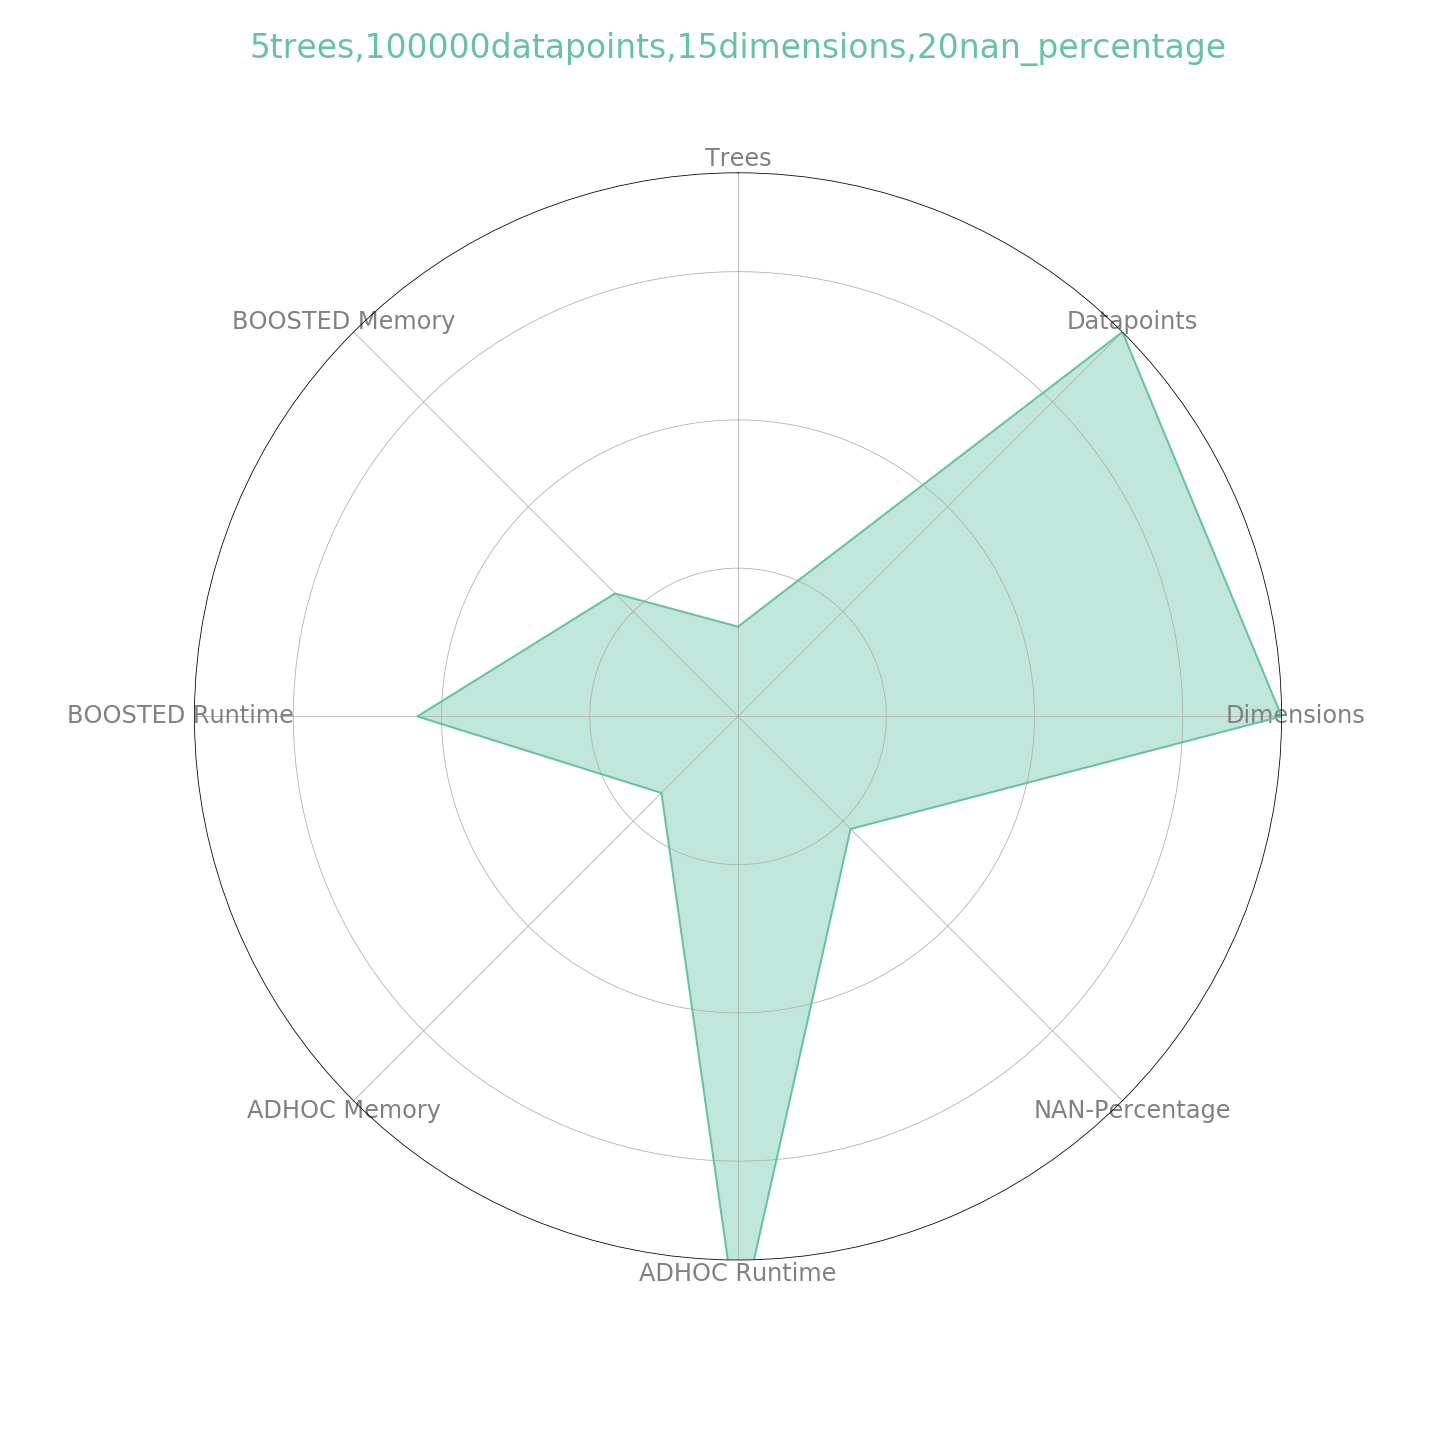 5trees,100000datapoints,15dimensions,20nan_percentage
Trees
BOOSTED Memory
Datapoints
BOOSTED Runtime
Dimensions
ADHOC Memory
NAN-Percentage
ADHOC Runtime